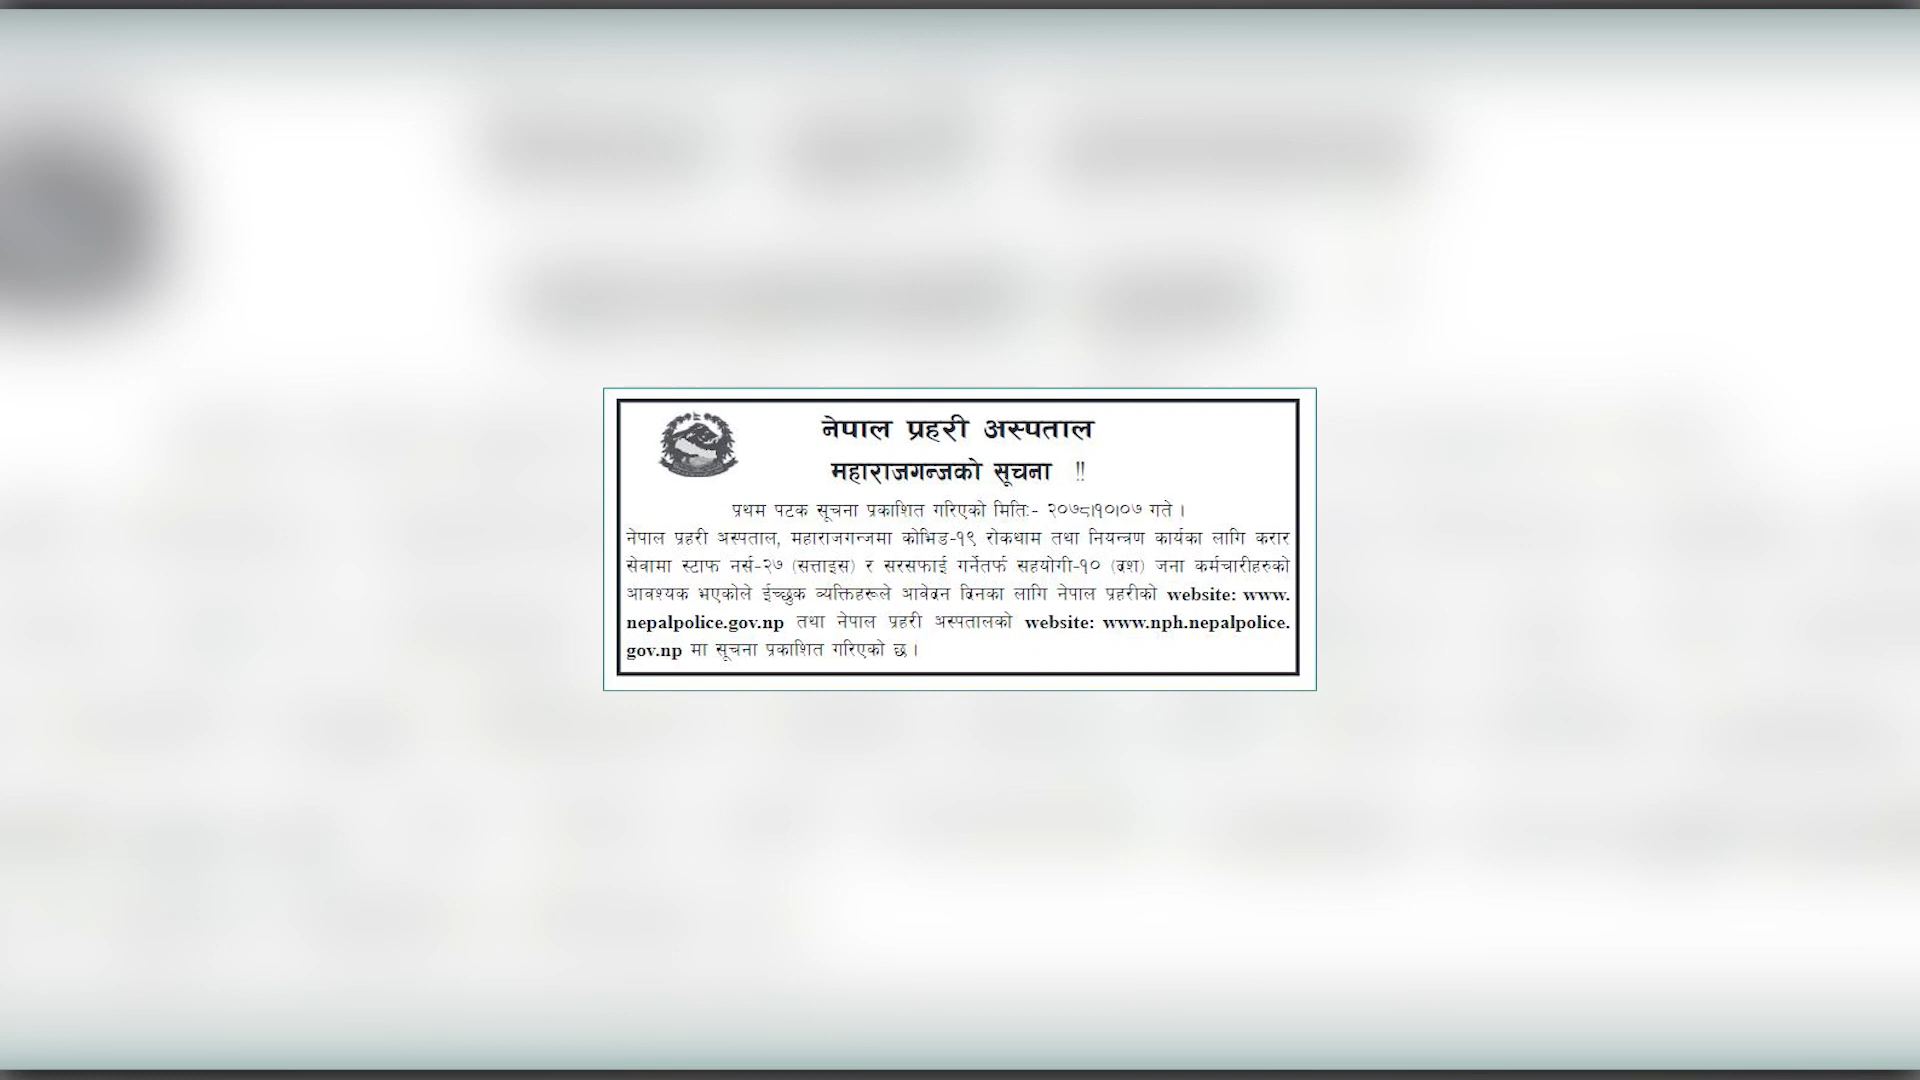 नेपाल प्रहरी अस्पताल
महाराजगन्जको सूचना !!
प्रथम पटक सूचना प्रकाशित गरिएको मितिः- २०७८।१०।०७ गते ।
नेपाल प्रहरी अस्पताल, महाराजगन्जमा कोभिड-१९ रोकथाम तथा नियन्त्रण कार्यका लागि करार
सेवामा स्टाफ नर्स-२७ (सत्ताइस) र सरसफाई गर्नेतर्फ सहयोगी-१० (दश) जना कर्मचारीहरुको
आवश्यक भएकोले ईच्छुक व्यक्तिहरूले आवेदन दिनका लागि नेपाल प्रहरीको website: www.
nepalpolice.gov.np तथा नेपाल प्रहरी अस्पतालको website: www.nph.nepalpolice.
gov.np मा सूचना प्रकाशित गरिएको छ ।